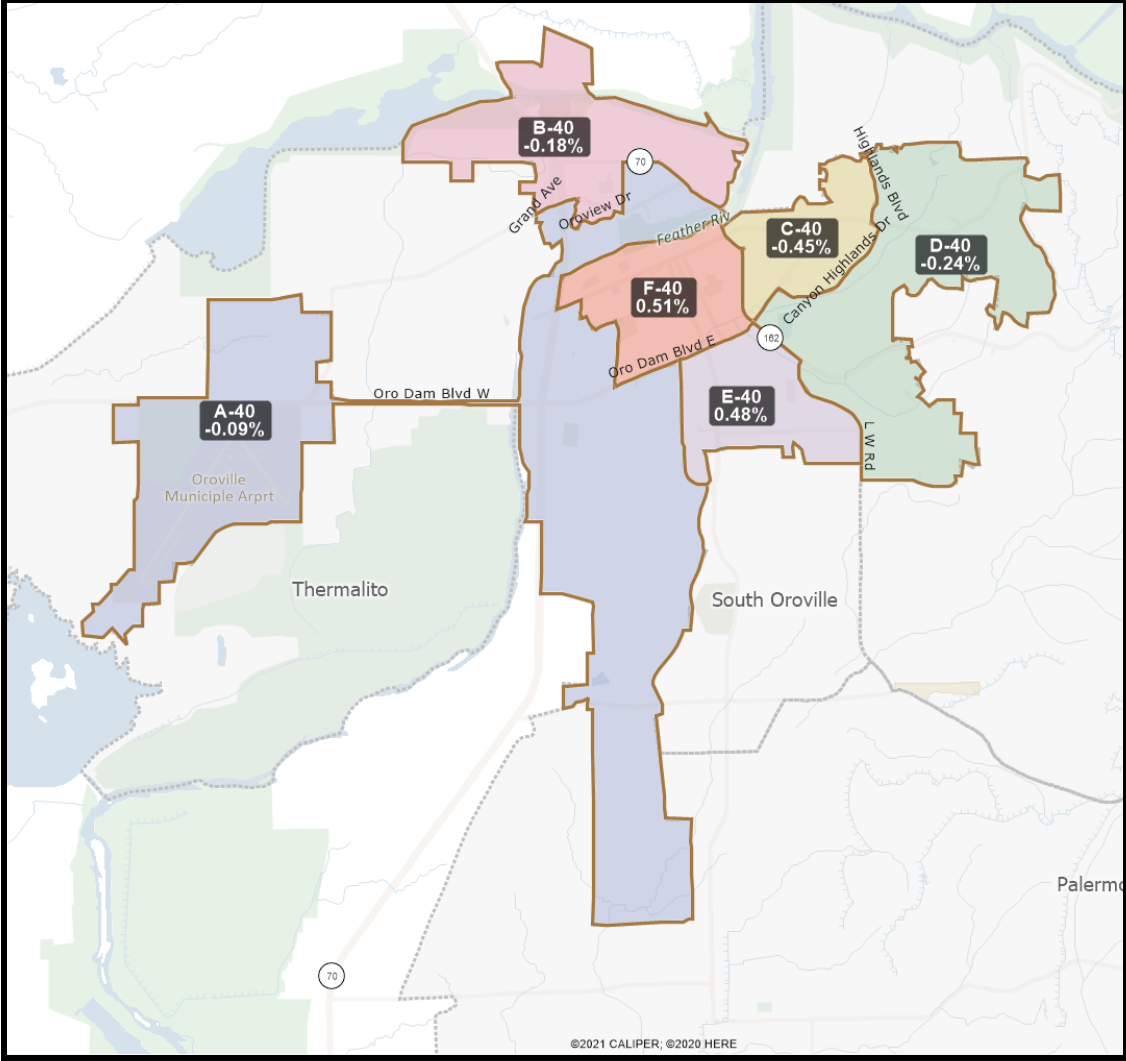 B-40
-0.18%
70
Highlands Blvd
Grand Ave
Oroview Dr
Feather Riv
C-40
-0.45%
D-40
-0.24%
Canyon Highlands Dr
F-40
0.51%
162
Oro Dam Blvd E
Oro Dam Blvd W
E-40
0.48%
A-40
-0.09%
L W Rd
Oroville
Municiple Arprt
Thermalito
South Oroville
Palermo
70
©2021 CALIPER; ©2020 HERE